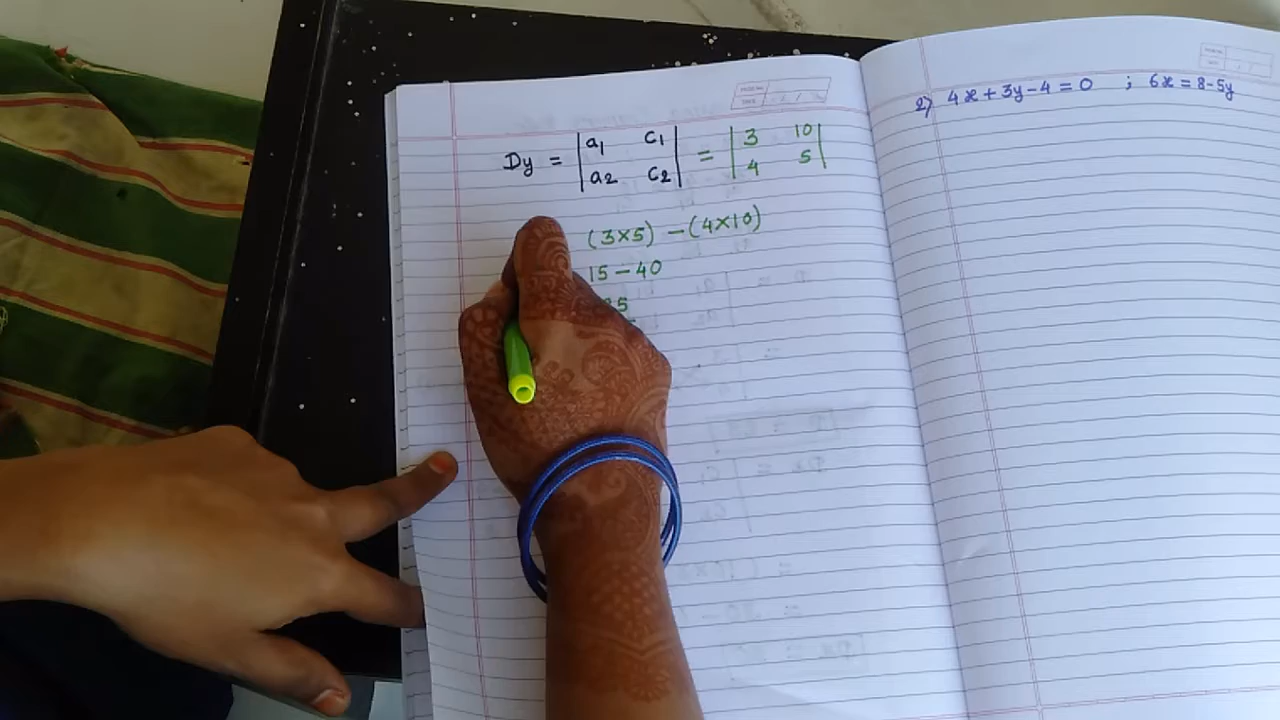 Dy = | a₁ c₁ | = | 3 10 |
| a₂ c₂ | | 4 5 |
(3×5) – (4×10)
15 – 40
2) 4x + 3y – 4 = 0 ; 6x = 8 – 5y